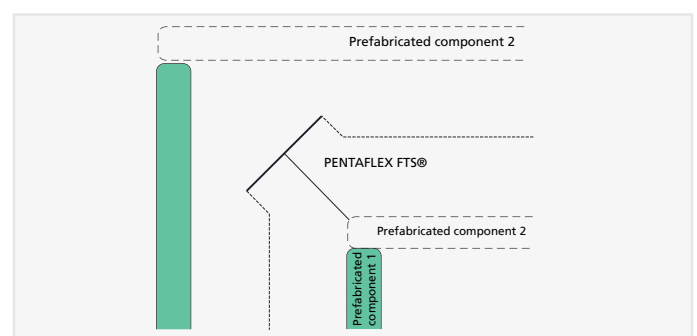 Prefabricated component 2
PENTAFLEX FTS®
Prefabricated component 2
Prefabricated
component 1